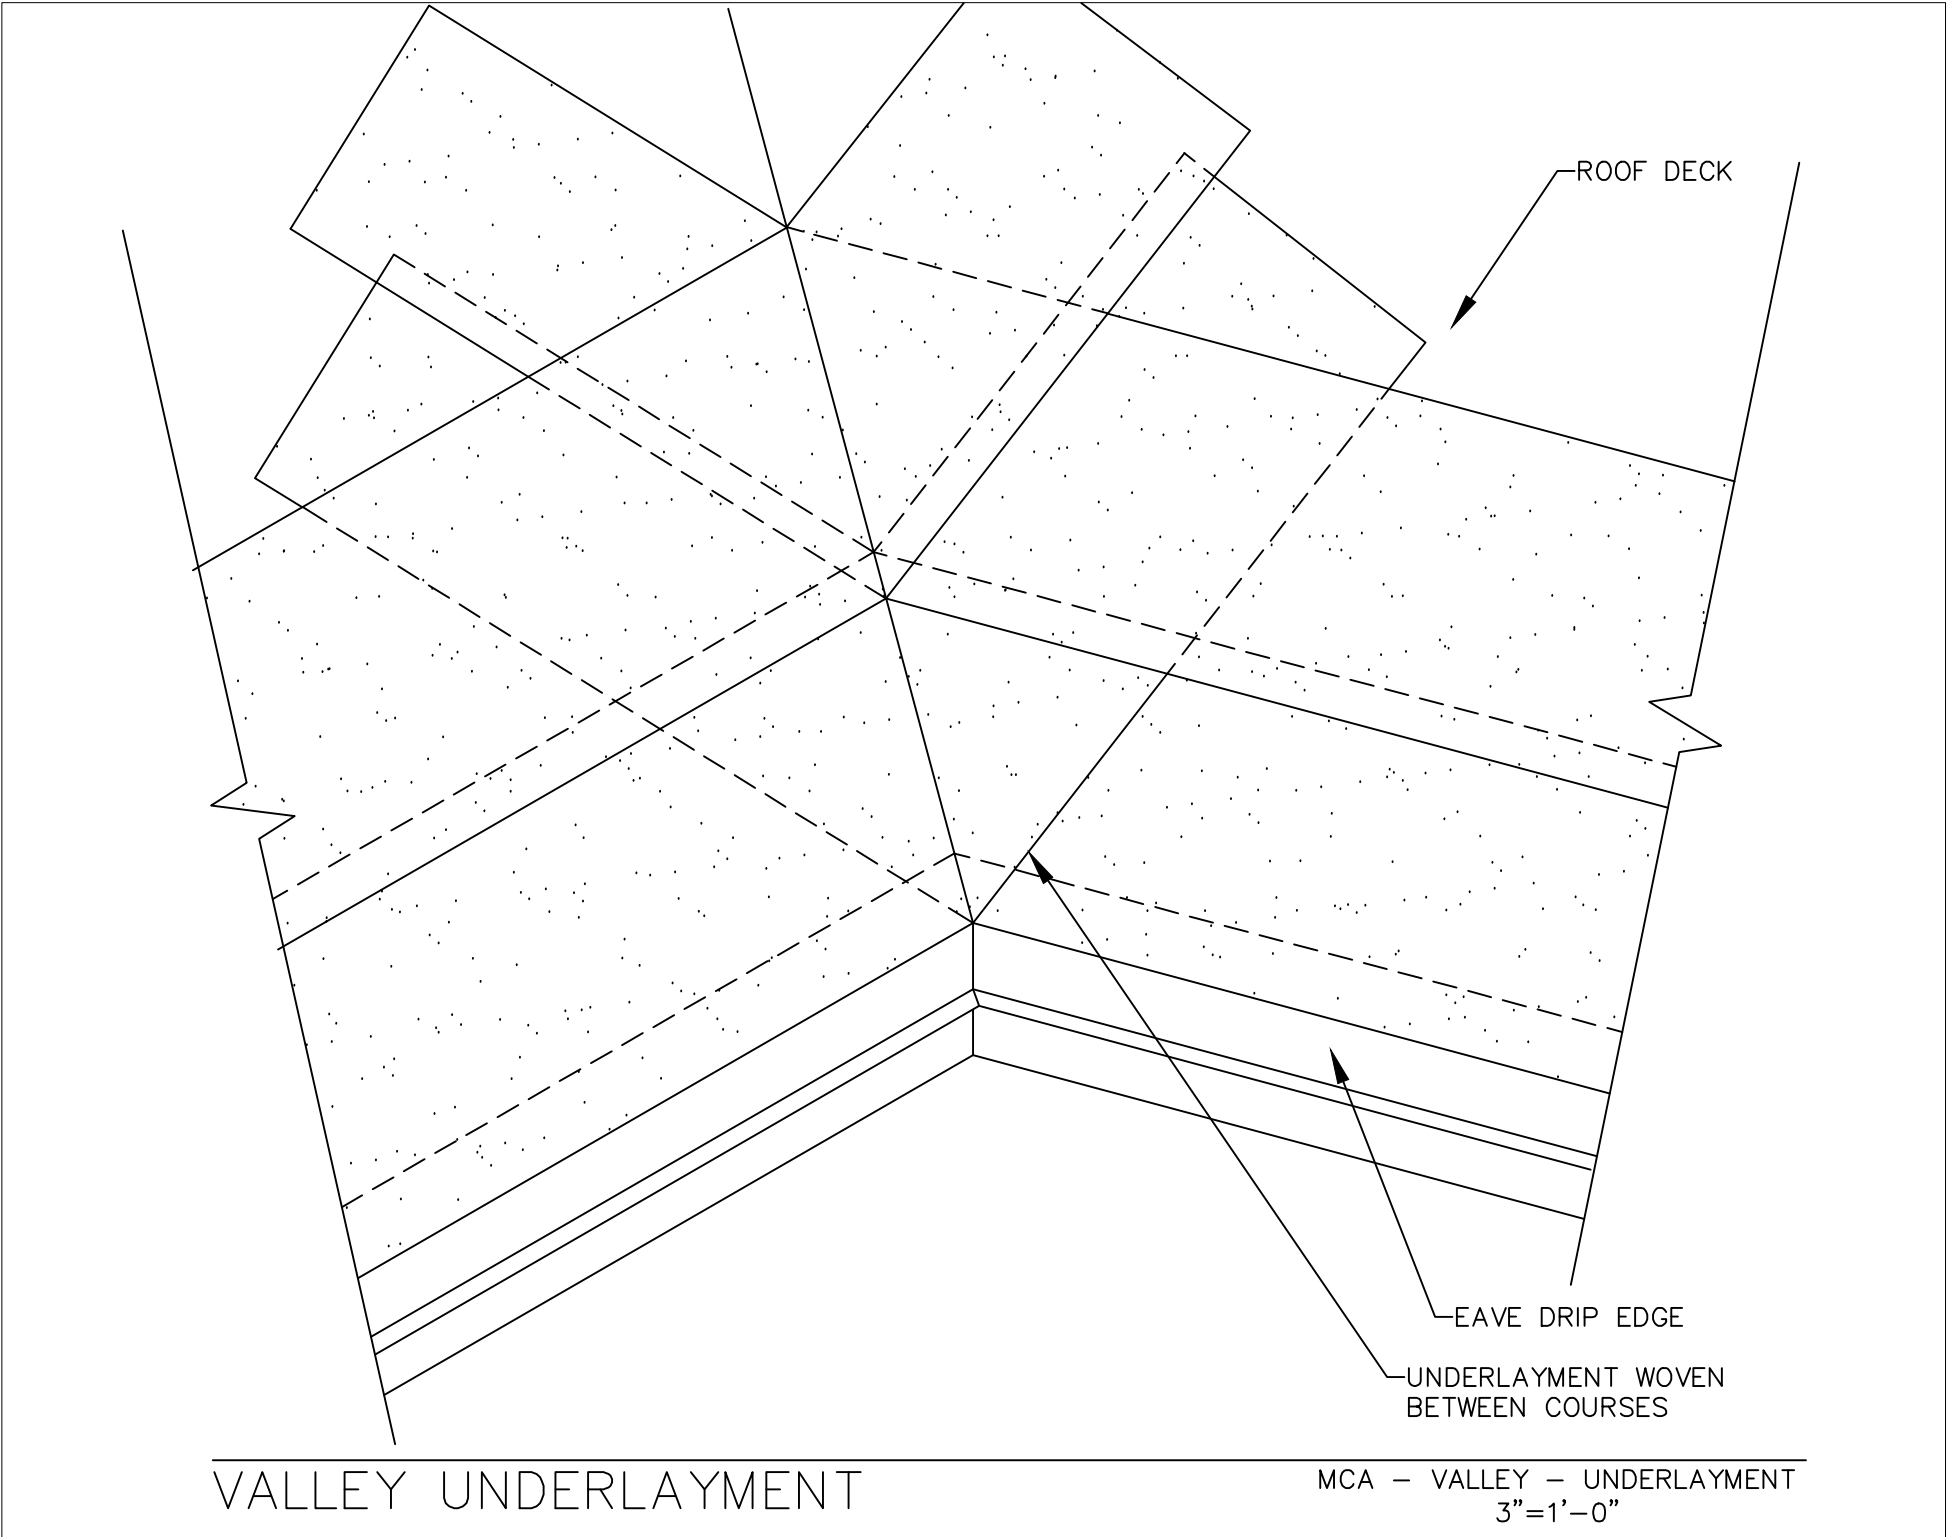 ROOF DECK
EAVE DRIP EDGE
UNDERLAYMENT WOVEN
BETWEEN COURSES
VALLEY UNDERLAYMENT
MCA – VALLEY – UNDERLAYMENT
3"=1'–0"